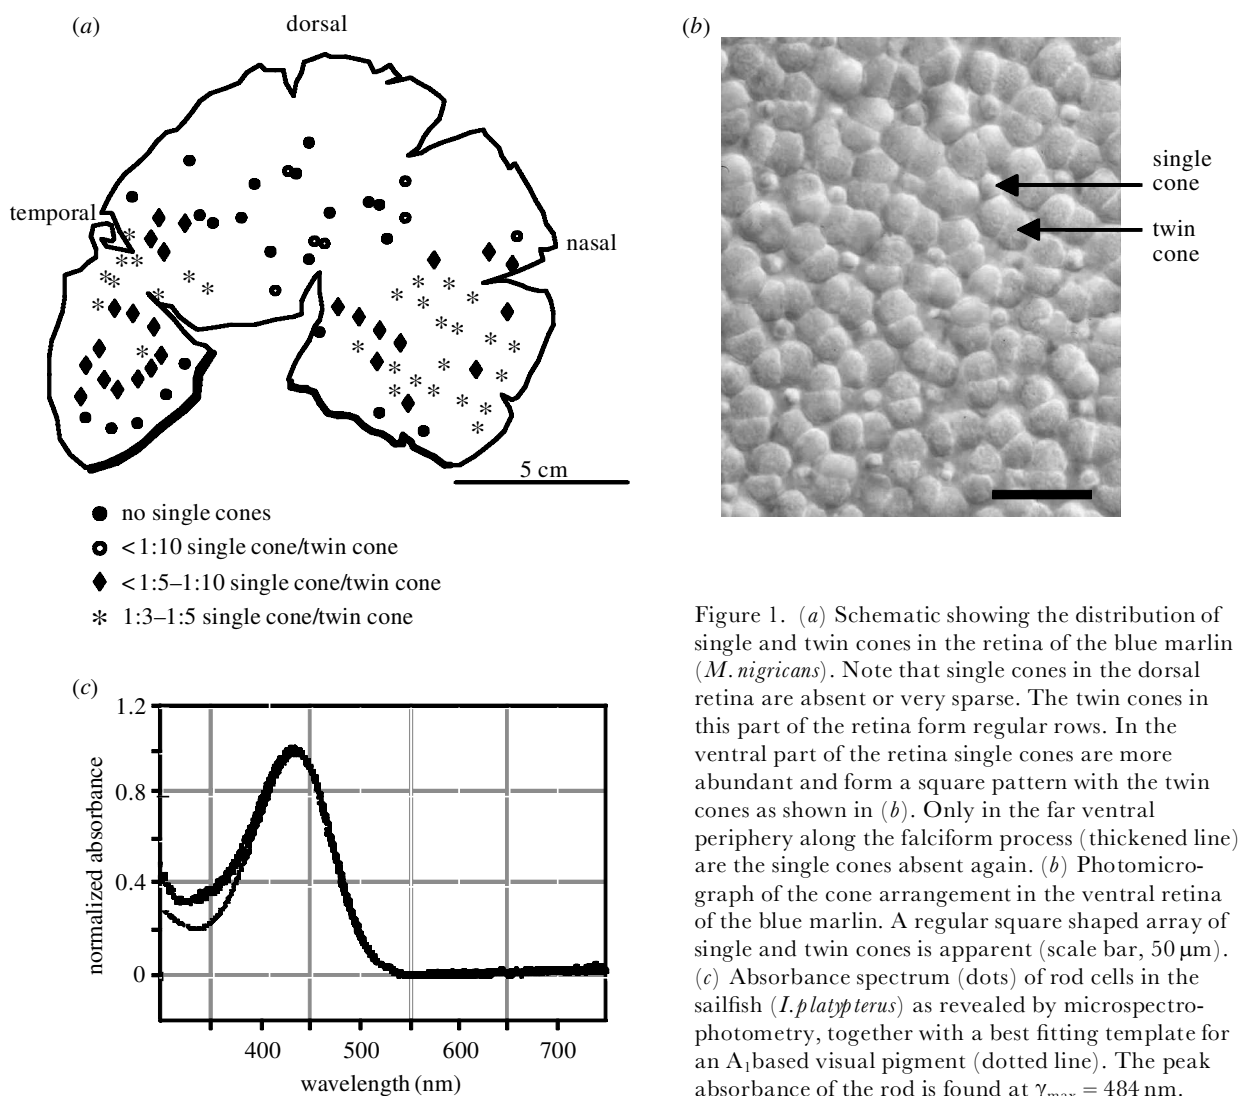 (a)
dorsal
temporal
nasal
5 cm
no single cones
<1:10 single cone/twin cone
<1:5–1:10 single cone/twin cone
1:3–1:5 single cone/twin cone
(b)
single
cone
twin
cone
(c)
1.2
0.8
0.4
0
normalized absorbance
400
500
600
700
wavelength (nm)
Figure 1. (a) Schematic showing the distribution of
single and twin cones in the retina of the blue marlin
(M. nigricans). Note that single cones in the dorsal
retina are absent or very sparse. The twin cones in
this part of the retina form regular rows. In the
ventral part of the retina single cones are more
abundant and form a square pattern with the twin
cones as shown in (b). Only in the far ventral
periphery along the falciform process (thickened line)
are the single cones absent again. (b) Photomicro-
graph of the cone arrangement in the ventral retina
of the blue marlin. A regular square shaped array of
single and twin cones is apparent (scale bar, 50 μm).
(c) Absorbance spectrum (dots) of rod cells in the
sailfish (I. platypterus) as revealed by microspectro-
photometry, together with a best fitting template for
an A₁based visual pigment (dotted line). The peak
absorbance of the rod is found at γmax = 484 nm.